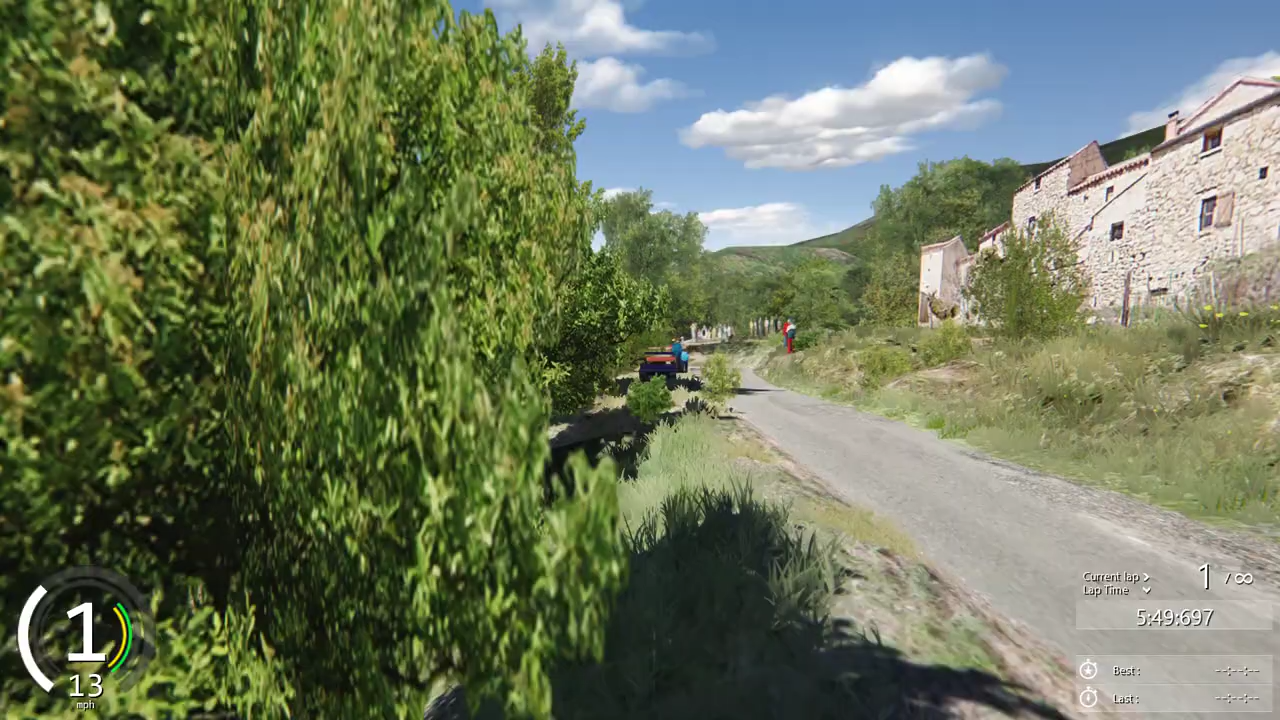 1
13
mph
Current lap
1 / ∞
Lap Time
5:49:697
Best: --:--:--
Last: --:--:--